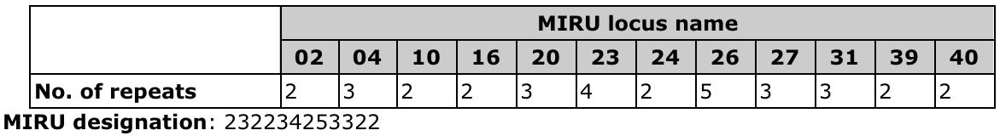 MIRU locus name
02 04 10 16 20 23 24 26 27 31 39 40
No. of repeats 2 3 2 2 3 4 2 5 3 3 2 2
MIRU designation: 232234253322